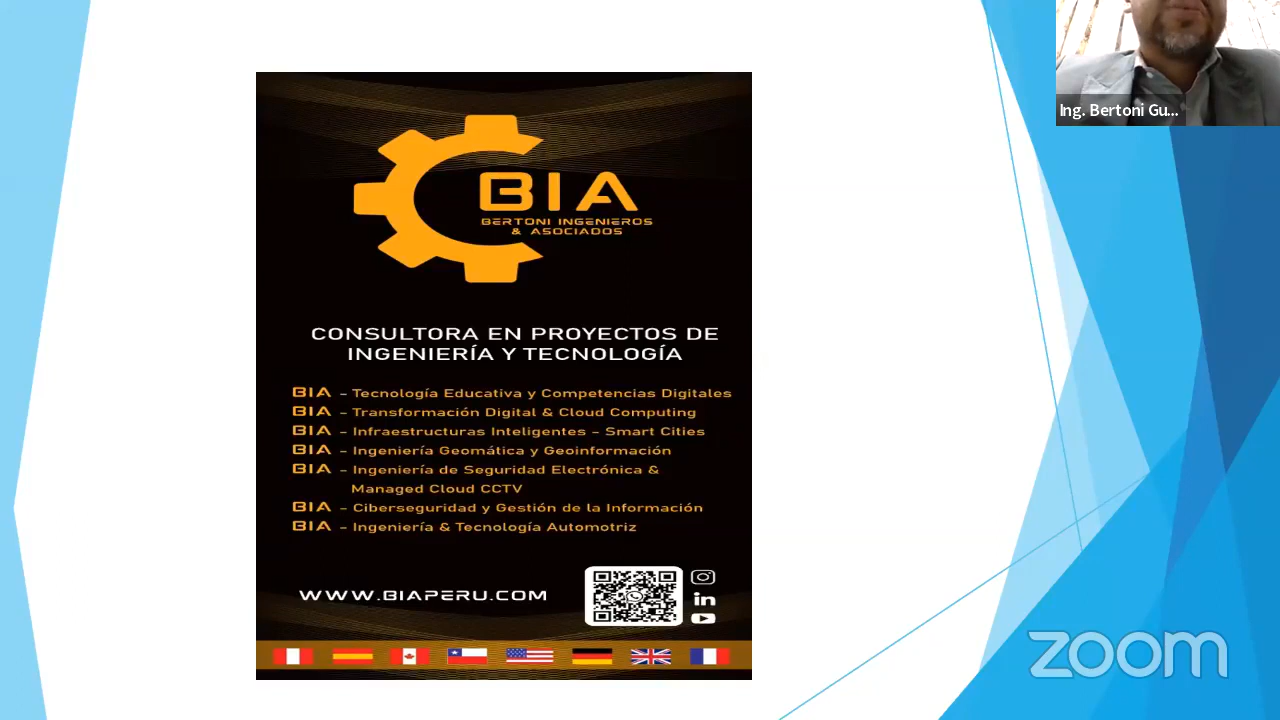 Ing. Bertoni Gu...
BIA
BERTONI INGENIEROS
& ASOCIADOS
CONSULTORA EN PROYECTOS DE
INGENIERÍA Y TECNOLOGÍA
BIA – Tecnología Educativa y Competencias Digitales
BIA – Transformación Digital & Cloud Computing
BIA – Infraestructuras Inteligentes – Smart Cities
BIA – Ingeniería Geomática y Geoinformación
BIA – Ingeniería de Seguridad Electrónica &
Managed Cloud CCTV
BIA – Ciberseguridad y Gestión de la Información
BIA – Ingeniería & Tecnología Automotriz
WWW.BIAPERU.COM
in
zoom